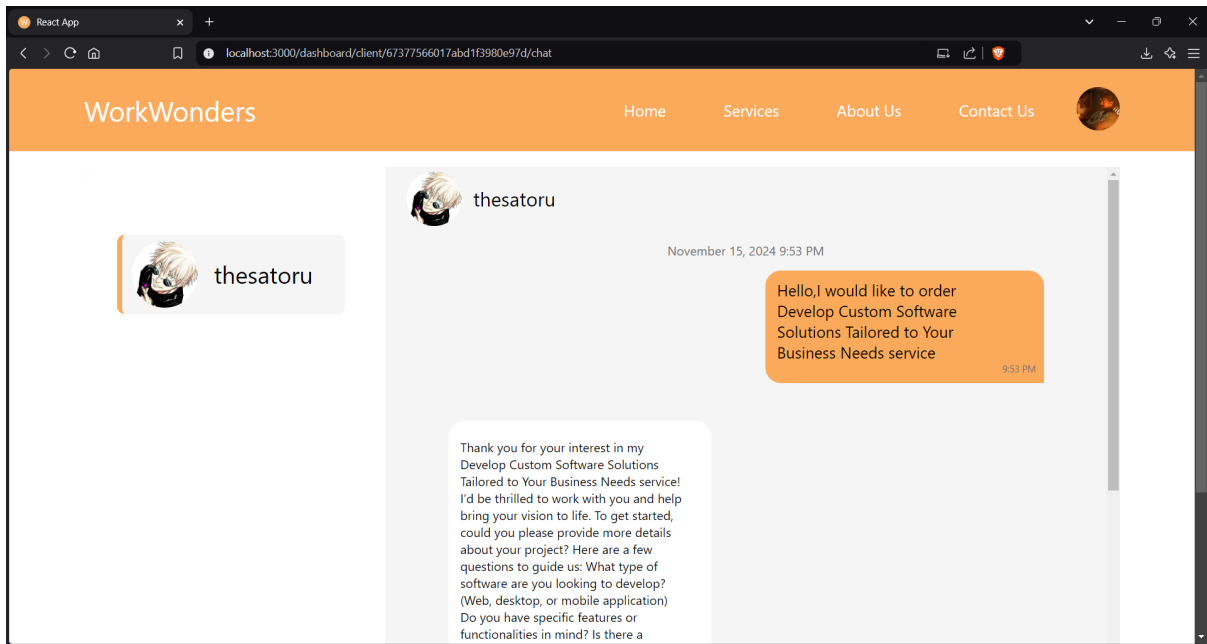 React App
localhost:3000/dashboard/client/67377566017abd1f3980e97d/chat
WorkWonders
Home Services About Us Contact Us
thesatoru
thesatoru
November 15, 2024 9:53 PM
Hello,I would like to order
Develop Custom Software
Solutions Tailored to Your
Business Needs service
9:53 PM
Thank you for your interest in my
Develop Custom Software Solutions
Tailored to Your Business Needs service!
I'd be thrilled to work with you and help
bring your vision to life. To get started,
could you please provide more details
about your project? Here are a few
questions to guide us: What type of
software are you looking to develop?
(Web, desktop, or mobile application)
Do you have specific features or
functionalities in mind? Is there a